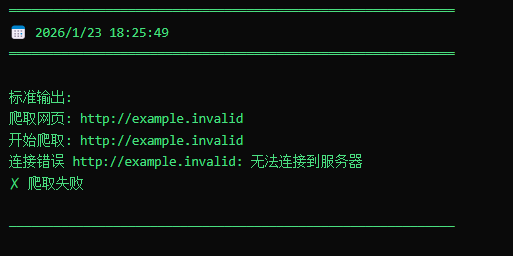 2026/1/23 18:25:49
标准输出:
爬取网页: http://example.invalid
开始爬取: http://example.invalid
连接错误 http://example.invalid: 无法连接到服务器
✗ 爬取失败